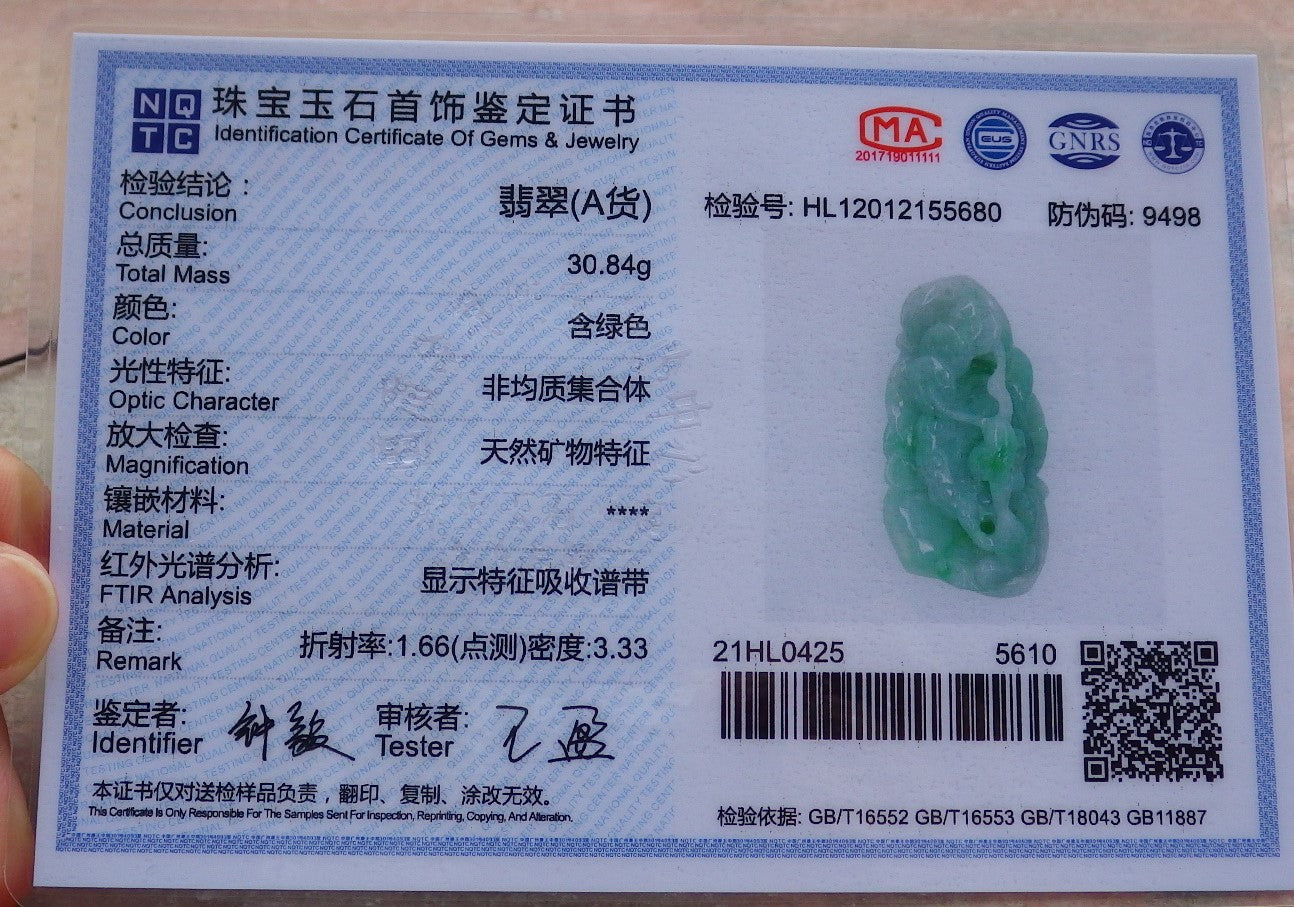 NQ
TC
珠宝玉石首饰鉴定证书
Identification Certificate Of Gems & Jewelry
检验结论：
Conclusion
翡翠(A货)
总质量:
Total Mass
30.84g
颜色:
Color
含绿色
光性特征:
Optic Character
非均质集合体
放大检查:
Magnification
天然矿物特征
镶嵌材料:
Material
****
红外光谱分析:
FTIR Analysis
显示特征吸收谱带
备注:
Remark
折射率:1.66(点测)密度:3.33
鉴定者:
Identifier
审核者:
Tester
本证书仅对送检样品负责，翻印、复制、涂改无效。
This Certificate Is Only Responsible For The Samples Sent For Inspection, Reprinting, Copying, And Alteration.
MA
201719011111
GUS
GNRS
检验号: HL12012155680
防伪码: 9498
21HL0425
5610
检验依据: GB/T16552 GB/T16553 GB/T18043 GB11887